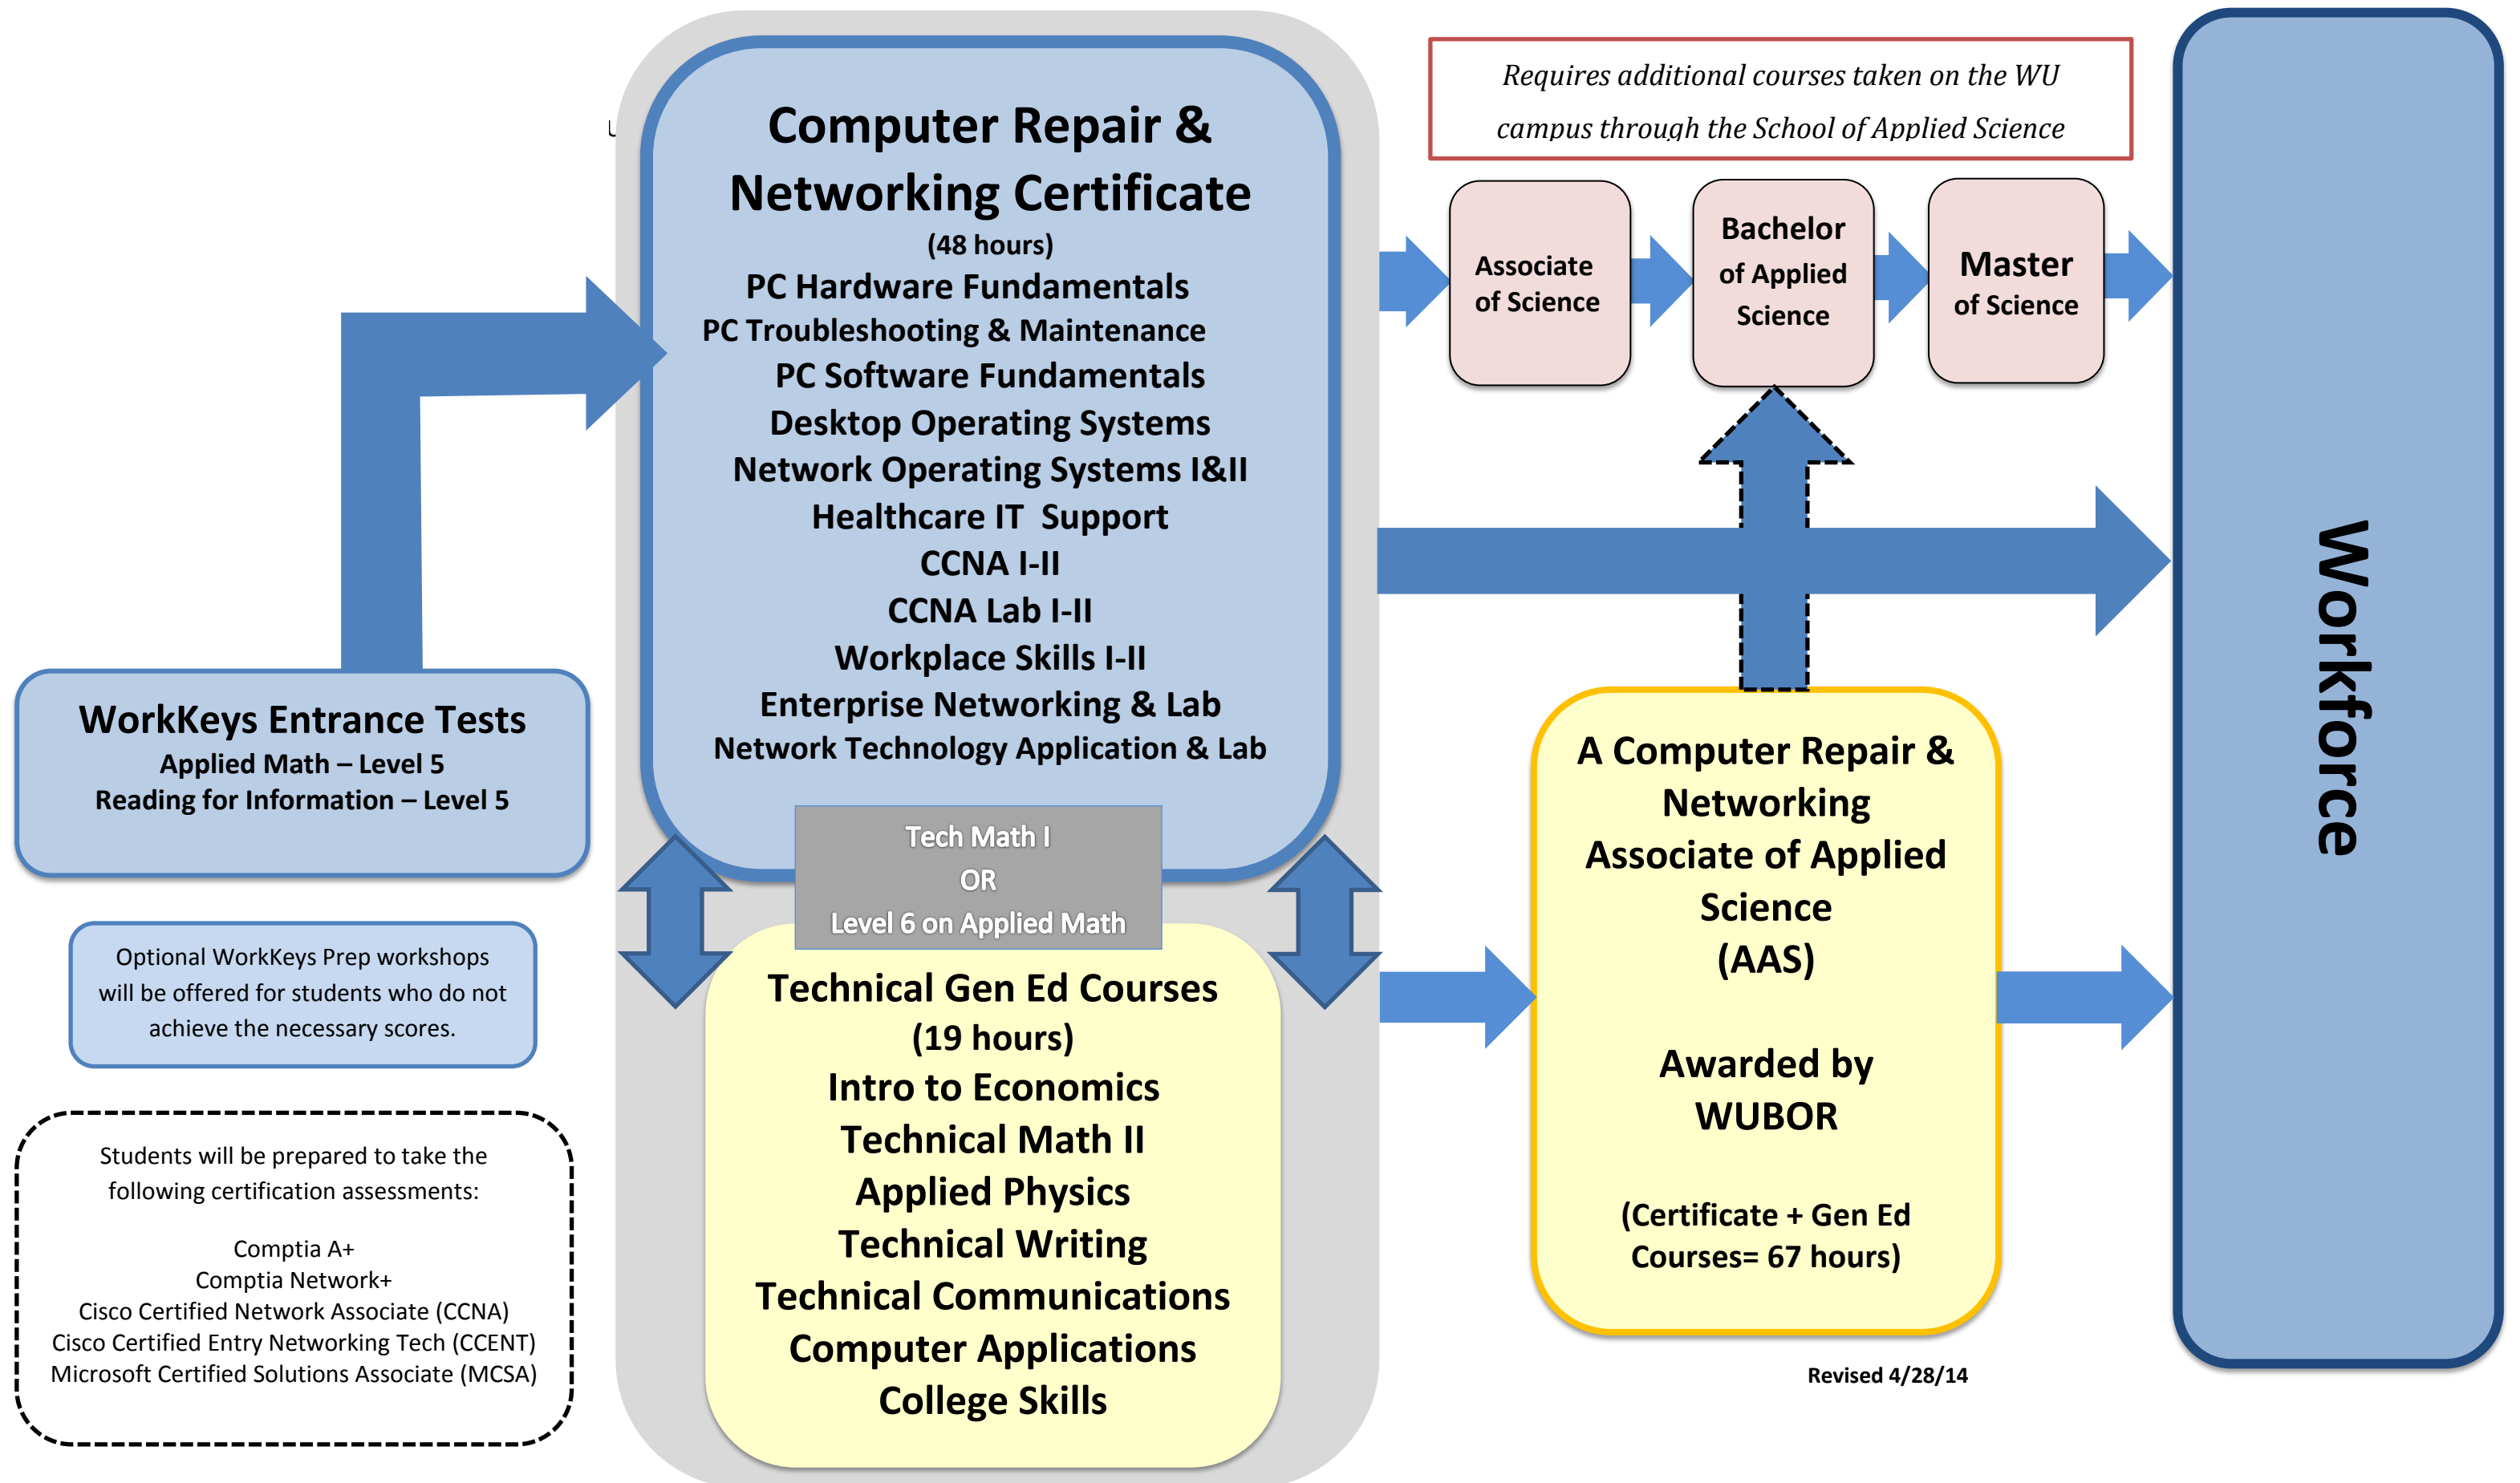 Computer Repair &
Networking Certificate
(48 hours)
PC Hardware Fundamentals
PC Troubleshooting & Maintenance
PC Software Fundamentals
Desktop Operating Systems
Network Operating Systems I&II
Healthcare IT Support
CCNA I-II
CCNA Lab I-II
Workplace Skills I-II
Enterprise Networking & Lab
Network Technology Application & Lab
Tech Math I
OR
Level 6 on Applied Math
Technical Gen Ed Courses
(19 hours)
Intro to Economics
Technical Math II
Applied Physics
Technical Writing
Technical Communications
Computer Applications
College Skills
WorkKeys Entrance Tests
Applied Math – Level 5
Reading for Information – Level 5
Optional WorkKeys Prep workshops
will be offered for students who do not
achieve the necessary scores.
Students will be prepared to take the
following certification assessments:
Comptia A+
Comptia Network+
Cisco Certified Network Associate (CCNA)
Cisco Certified Entry Networking Tech (CCENT)
Microsoft Certified Solutions Associate (MCSA)
Requires additional courses taken on the WU
campus through the School of Applied Science
Associate
of Science
Bachelor
of Applied
Science
Master
of Science
A Computer Repair &
Networking
Associate of Applied
Science
(AAS)
Awarded by
WUBOR
(Certificate + Gen Ed
Courses= 67 hours)
Revised 4/28/14
Workforce